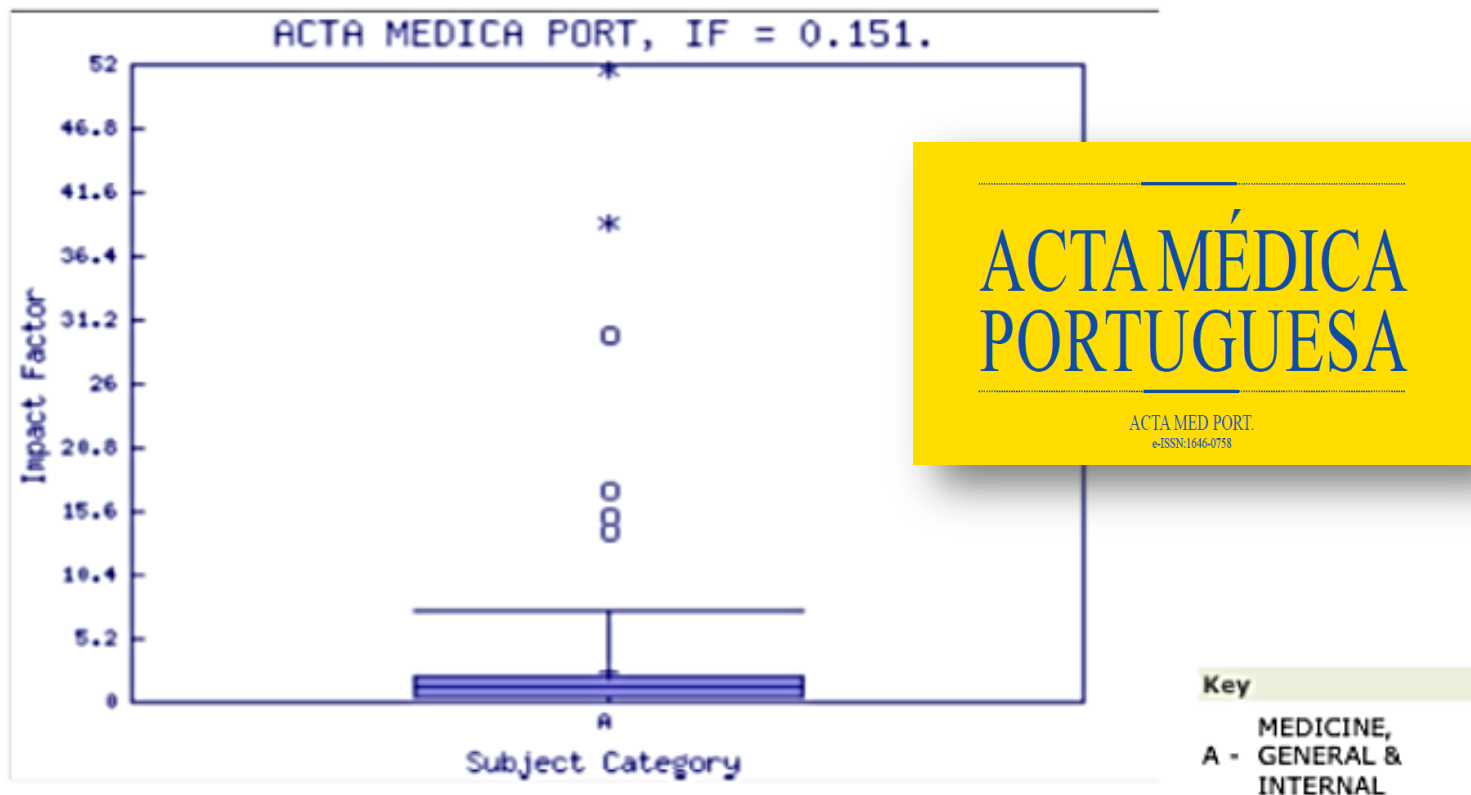 ACTA MEDICA PORT, IF = 0.151.
52
46.8
41.6
36.4
31.2
26
20.8
15.6
10.4
5.2
0
Impact Factor
A
Subject Category
ACTA MÉDICA
PORTUGUESA
ACTA MED PORT.
e-ISSN:1646-0758
Key
A - MEDICINE,
GENERAL &
INTERNAL